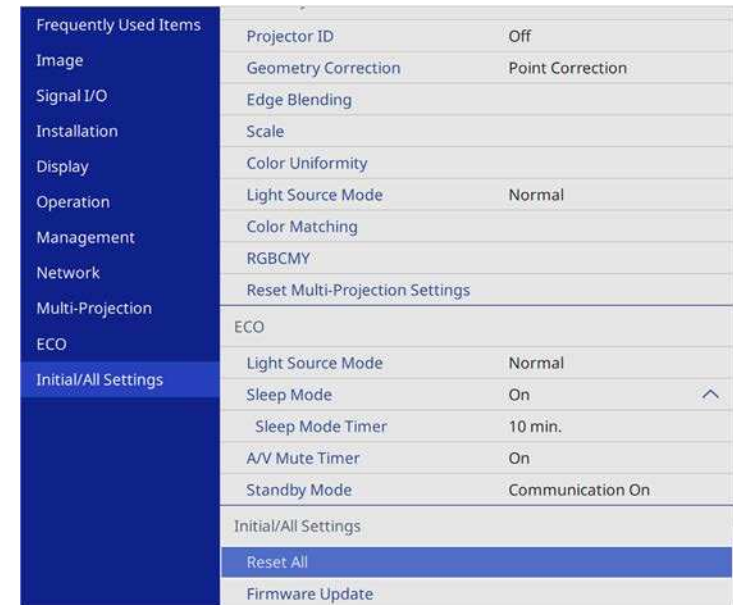 Frequently Used Items
Image
Signal I/O
Installation
Display
Operation
Management
Network
Multi-Projection
ECO
Initial/All Settings
Projector ID Off
Geometry Correction Point Correction
Edge Blending
Scale
Color Uniformity
Light Source Mode Normal
Color Matching
RGBCMY
Reset Multi-Projection Settings
ECO
Light Source Mode Normal
Sleep Mode On
Sleep Mode Timer 10 min.
A/V Mute Timer On
Standby Mode Communication On
Initial/All Settings
Reset All
Firmware Update